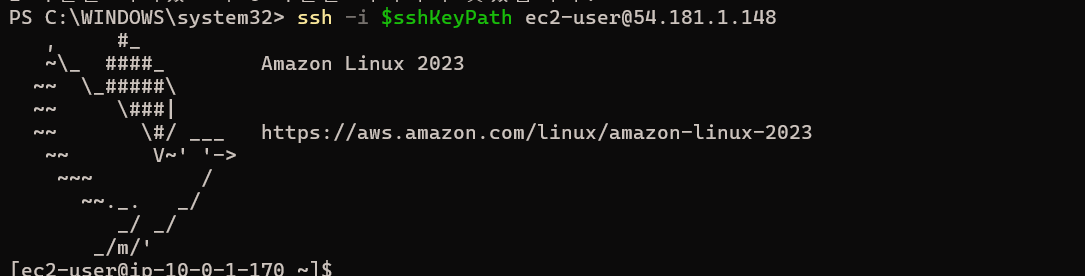 PS C:\WINDOWS\system32> ssh -i $sshKeyPath ec2-user@54.181.1.148
   ,     #_
   ~\_  ####_        Amazon Linux 2023
  ~~  \_#####\
  ~~     \###|
  ~~       \#/ ___   https://aws.amazon.com/linux/amazon-linux-2023
   ~~       V~' '->
    ~~~         /
      ~~._.   _/
         _/ _/
       _/m/'
[ec2-user@ip-10-0-1-170 ~]$